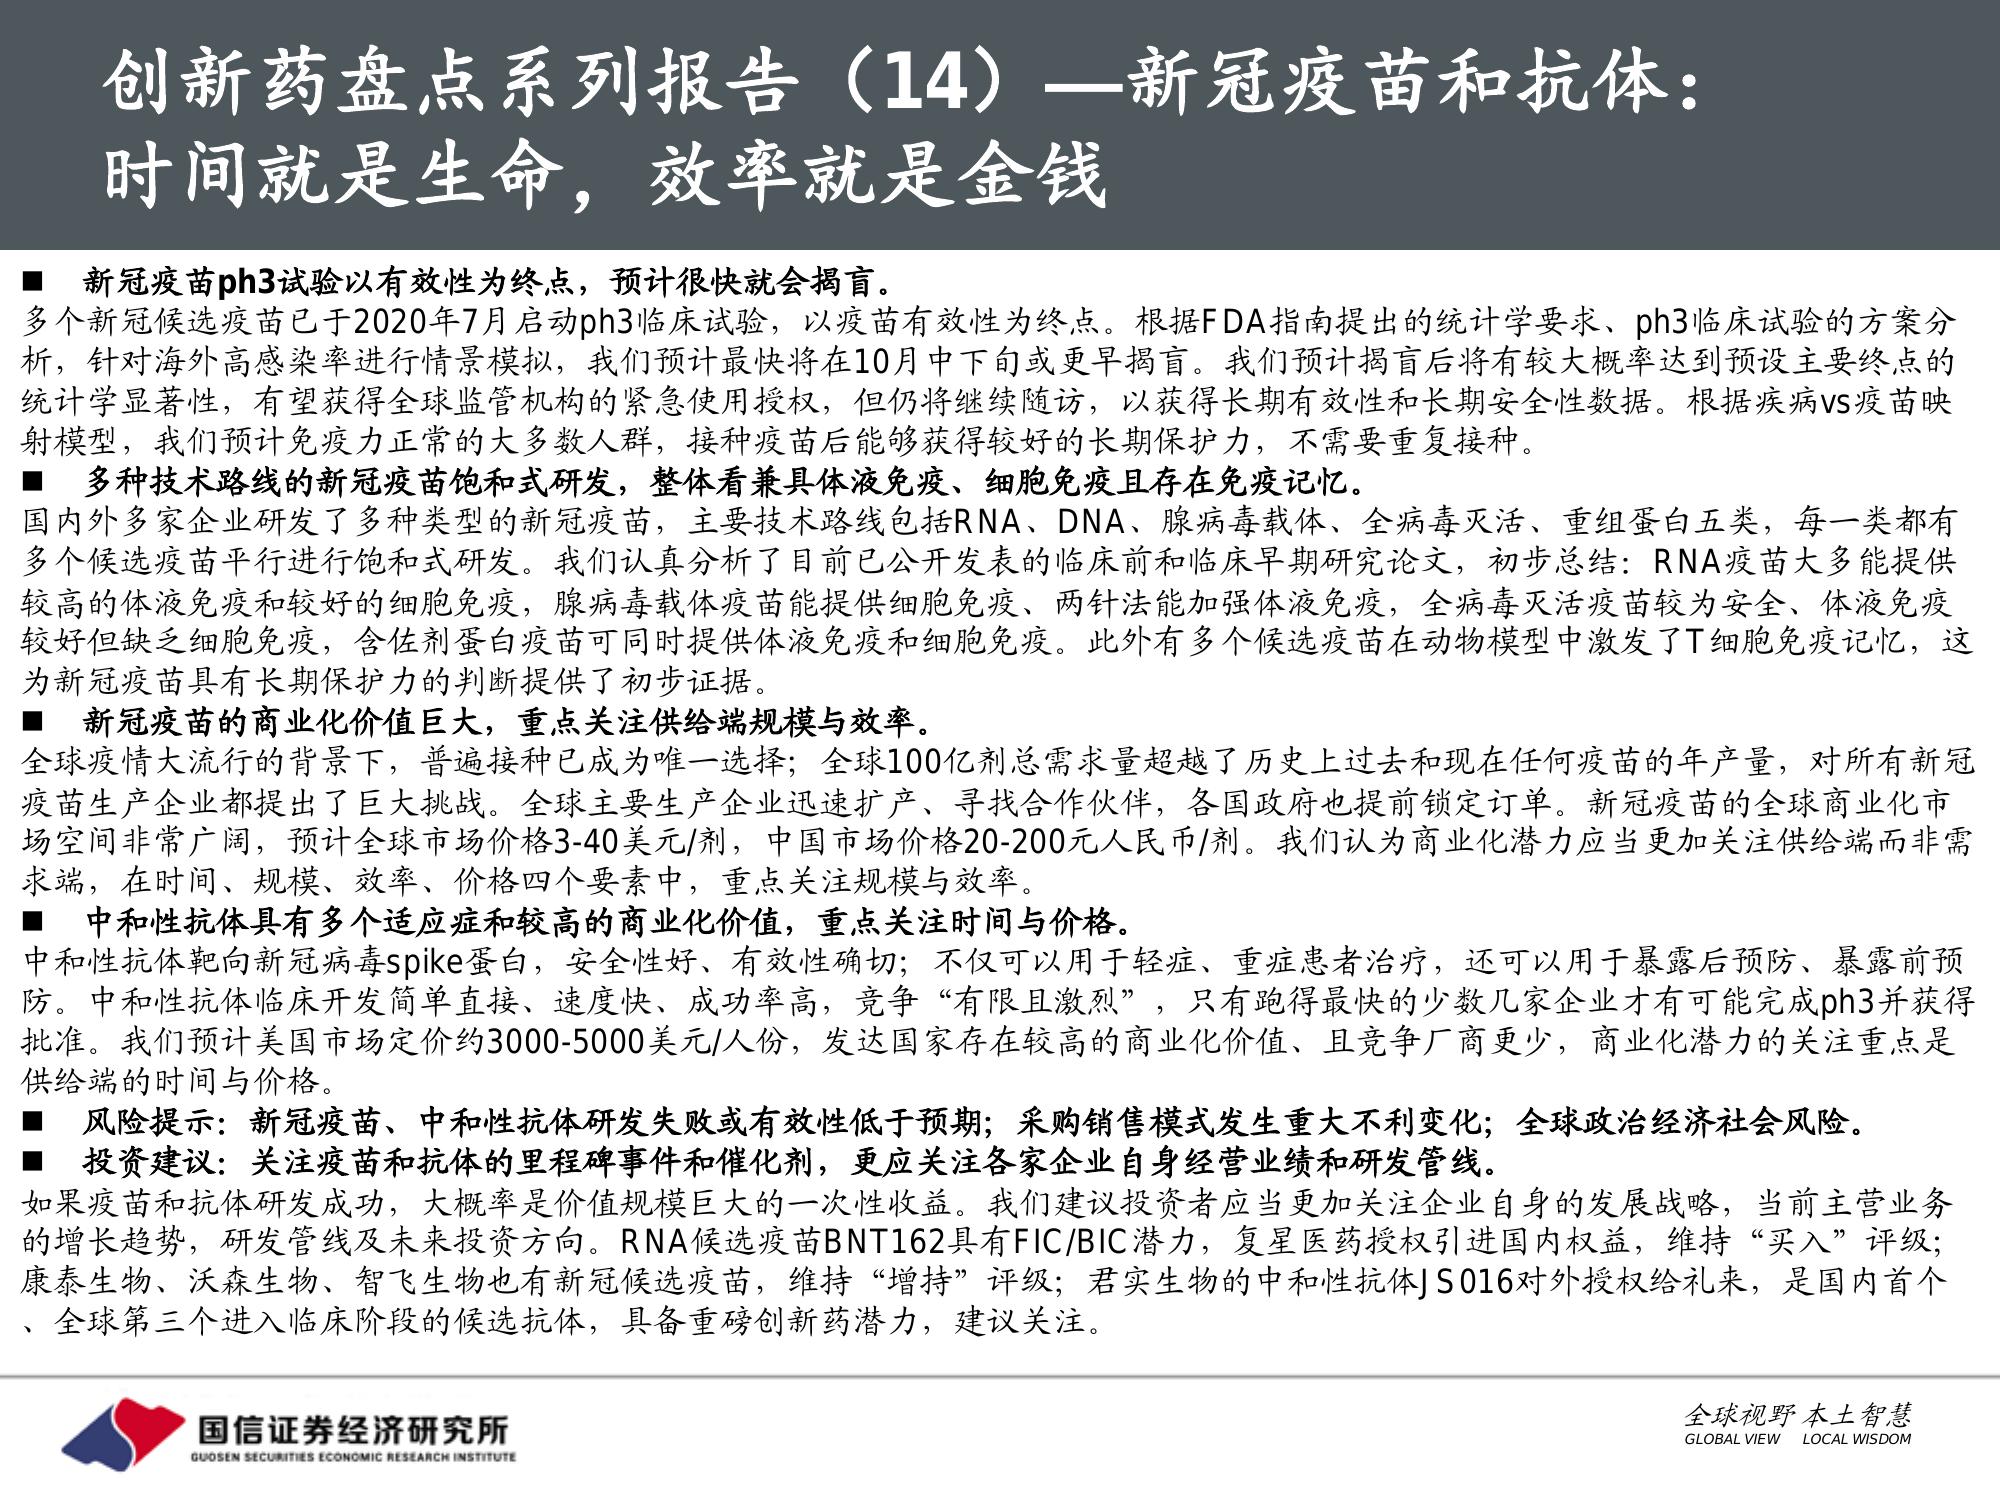 创新药盘点系列报告（14）—新冠疫苗和抗体：
时间就是生命，效率就是金钱
■ 新冠疫苗ph3试验以有效性为终点，预计很快就会揭盲。
多个新冠候选疫苗已于2020年7月启动ph3临床试验，以疫苗有效性为终点。根据FDA指南提出的统计学要求、ph3临床试验的方案分
析，针对海外高感染率进行情景模拟，我们预计最快将在10月中下旬或更早揭盲。我们预计揭盲后将有较大概率达到预设主要终点的
统计学显著性，有望获得全球监管机构的紧急使用授权，但仍将继续随访，以获得长期有效性和长期安全性数据。根据疾病vs疫苗映
射模型，我们预计免疫力正常的大多数人群，接种疫苗后能够获得较好的长期保护力，不需要重复接种。
■ 多种技术路线的新冠疫苗饱和式研发，整体看兼具体液免疫、细胞免疫且存在免疫记忆。
国内外多家企业研发了多种类型的新冠疫苗，主要技术路线包括RNA、DNA、腺病毒载体、全病毒灭活、重组蛋白五类，每一类都有
多个候选疫苗平行进行饱和式研发。我们认真分析了目前已公开发表的临床前和临床早期研究论文，初步总结：RNA疫苗大多能提供
较高的体液免疫和较好的细胞免疫，腺病毒载体疫苗能提供细胞免疫、两针法能加强体液免疫，全病毒灭活疫苗较为安全、体液免疫
较好但缺乏细胞免疫，含佐剂蛋白疫苗可同时提供体液免疫和细胞免疫。此外有多个候选疫苗在动物模型中激发了T细胞免疫记忆，这
为新冠疫苗具有长期保护力的判断提供了初步证据。
■ 新冠疫苗的商业化价值巨大，重点关注供给端规模与效率。
全球疫情大流行的背景下，普遍接种已成为唯一选择；全球100亿剂总需求量超越了历史上过去和现在任何疫苗的年产量，对所有新冠
疫苗生产企业都提出了巨大挑战。全球主要生产企业迅速扩产、寻找合作伙伴，各国政府也提前锁定订单。新冠疫苗的全球商业化市
场空间非常广阔，预计全球市场价格3-40美元/剂，中国市场价格20-200元人民币/剂。我们认为商业化潜力应当更加关注供给端而非需
求端，在时间、规模、效率、价格四个要素中，重点关注规模与效率。
■ 中和性抗体具有多个适应症和较高的商业化价值，重点关注时间与价格。
中和性抗体靶向新冠病毒spike蛋白，安全性好、有效性确切；不仅可以用于轻症、重症患者治疗，还可以用于暴露后预防、暴露前预
防。中和性抗体临床开发简单直接、速度快、成功率高，竞争“有限且激烈”，只有跑得最快的少数几家企业才有可能完成ph3并获得
批准。我们预计美国市场定价约3000-5000美元/人份，发达国家存在较高的商业化价值、且竞争厂商更少，商业化潜力的关注重点是
供给端的时间与价格。
■ 风险提示：新冠疫苗、中和性抗体研发失败或有效性低于预期；采购销售模式发生重大不利变化；全球政治经济社会风险。
■ 投资建议：关注疫苗和抗体的里程碑事件和催化剂，更应关注各家企业自身经营业绩和研发管线。
如果疫苗和抗体研发成功，大概率是价值规模巨大的一次性收益。我们建议投资者应当更加关注企业自身的发展战略，当前主营业务
的增长趋势，研发管线及未来投资方向。RNA候选疫苗BNT162具有FIC/BIC潜力，复星医药授权引进国内权益，维持“买入”评级；
康泰生物、沃森生物、智飞生物也有新冠候选疫苗，维持“增持”评级；君实生物的中和性抗体JS016对外授权给礼来，是国内首个
、全球第三个进入临床阶段的候选抗体，具备重磅创新药潜力，建议关注。
国信证券经济研究所
GUOSEN SECURITIES ECONOMIC RESEARCH INSTITUTE
全球视野 本土智慧
GLOBAL VIEW LOCAL WISDOM